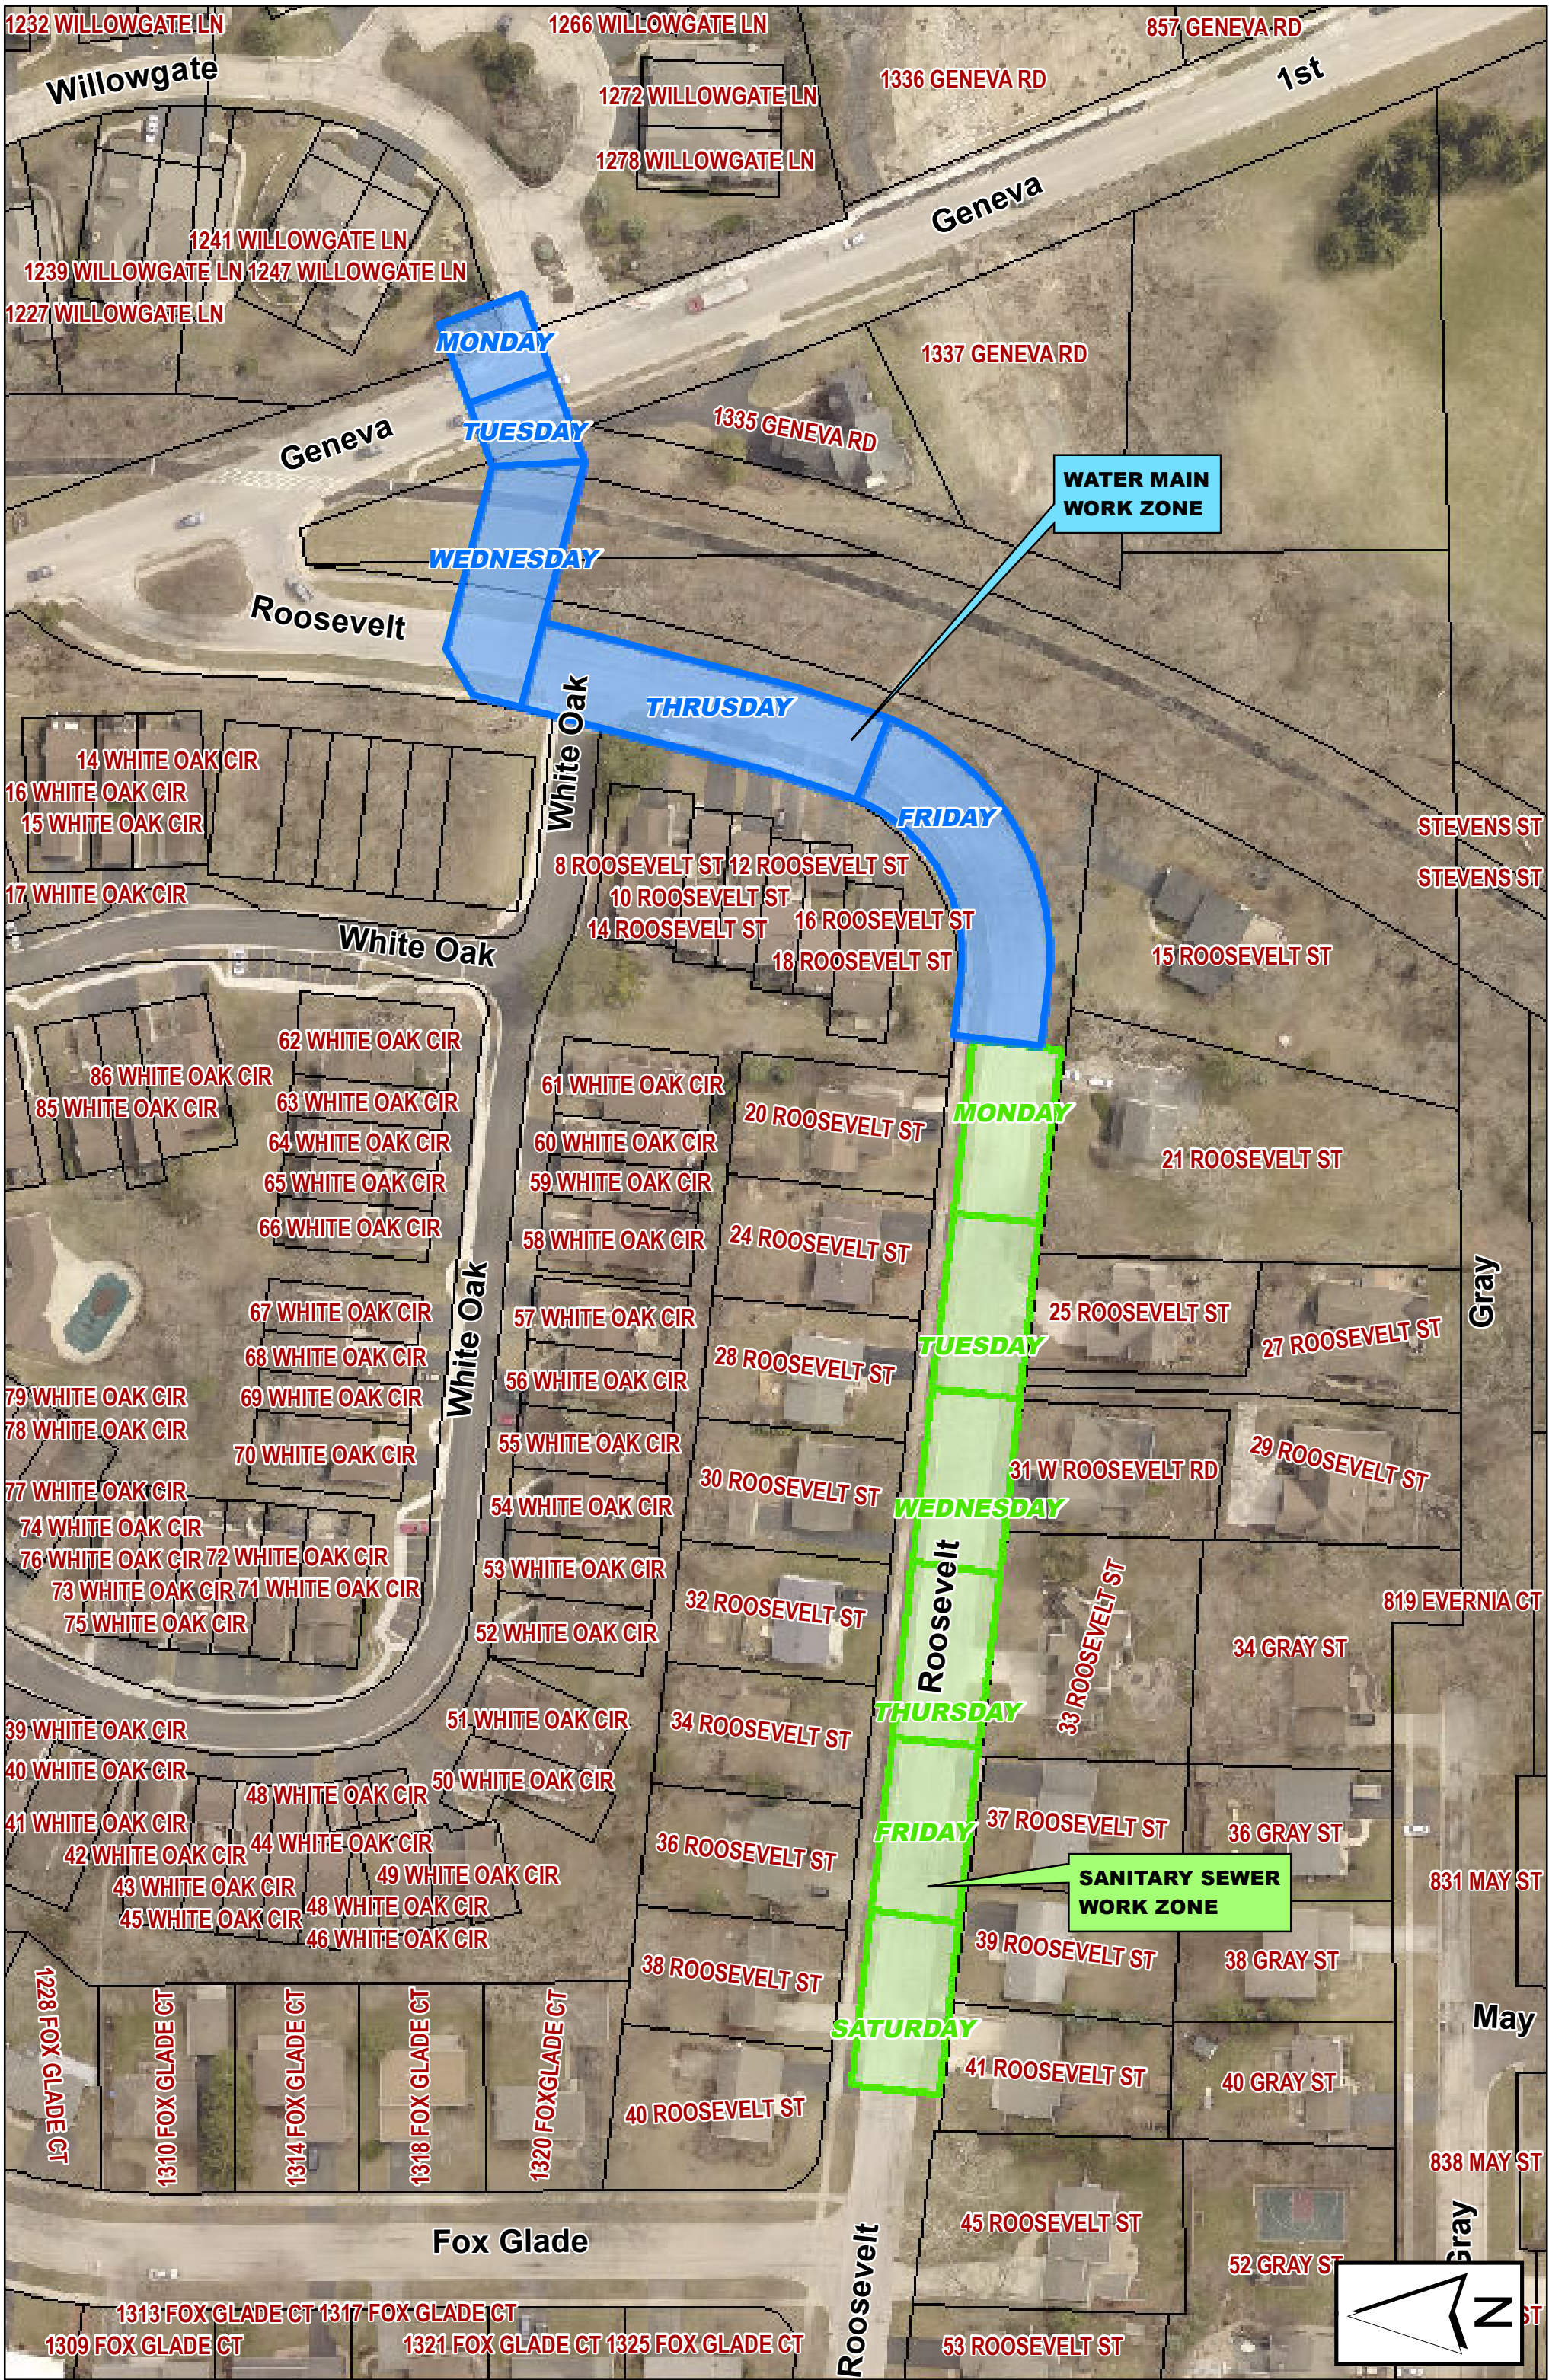 1232 WILLOWGATE LN
1266 WILLOWGATE LN
857 GENEVA RD
Willowgate
1272 WILLOWGATE LN
1336 GENEVA RD
1st
1278 WILLOWGATE LN
Geneva
1241 WILLOWGATE LN
1239 WILLOWGATE LN
1247 WILLOWGATE LN
1227 WILLOWGATE LN
MONDAY
1337 GENEVA RD
Geneva
TUESDAY
1335 GENEVA RD
WATER MAIN
WORK ZONE
WEDNESDAY
Roosevelt
THRUSDAY
White Oak
14 WHITE OAK CIR
16 WHITE OAK CIR
15 WHITE OAK CIR
FRIDAY
STEVENS ST
8 ROOSEVELT ST
12 ROOSEVELT ST
STEVENS ST
17 WHITE OAK CIR
10 ROOSEVELT ST
14 ROOSEVELT ST
16 ROOSEVELT ST
White Oak
18 ROOSEVELT ST
15 ROOSEVELT ST
62 WHITE OAK CIR
86 WHITE OAK CIR
61 WHITE OAK CIR
85 WHITE OAK CIR
63 WHITE OAK CIR
20 ROOSEVELT ST
MONDAY
64 WHITE OAK CIR
60 WHITE OAK CIR
21 ROOSEVELT ST
65 WHITE OAK CIR
59 WHITE OAK CIR
66 WHITE OAK CIR
58 WHITE OAK CIR
24 ROOSEVELT ST
Gray
67 WHITE OAK CIR
57 WHITE OAK CIR
25 ROOSEVELT ST
27 ROOSEVELT ST
White Oak
68 WHITE OAK CIR
28 ROOSEVELT ST
TUESDAY
79 WHITE OAK CIR
69 WHITE OAK CIR
56 WHITE OAK CIR
78 WHITE OAK CIR
70 WHITE OAK CIR
55 WHITE OAK CIR
30 ROOSEVELT ST
31 W ROOSEVELT RD
29 ROOSEVELT ST
77 WHITE OAK CIR
54 WHITE OAK CIR
WEDNESDAY
74 WHITE OAK CIR
76 WHITE OAK CIR
72 WHITE OAK CIR
53 WHITE OAK CIR
73 WHITE OAK CIR
71 WHITE OAK CIR
32 ROOSEVELT ST
Roosevelt
33 ROOSEVELT ST
819 EVERNIA CT
75 WHITE OAK CIR
52 WHITE OAK CIR
34 GRAY ST
39 WHITE OAK CIR
51 WHITE OAK CIR
34 ROOSEVELT ST
THURSDAY
40 WHITE OAK CIR
50 WHITE OAK CIR
48 WHITE OAK CIR
41 WHITE OAK CIR
44 WHITE OAK CIR
36 ROOSEVELT ST
FRIDAY
37 ROOSEVELT ST
36 GRAY ST
42 WHITE OAK CIR
49 WHITE OAK CIR
43 WHITE OAK CIR
48 WHITE OAK CIR
SANITARY SEWER
WORK ZONE
831 MAY ST
45 WHITE OAK CIR
46 WHITE OAK CIR
39 ROOSEVELT ST
38 GRAY ST
38 ROOSEVELT ST
1228 FOX GLADE CT
1310 FOX GLADE CT
1314 FOX GLADE CT
1318 FOX GLADE CT
1320 FOXGLADE CT
SATURDAY
May
41 ROOSEVELT ST
40 GRAY ST
40 ROOSEVELT ST
838 MAY ST
Fox Glade
45 ROOSEVELT ST
Gray
52 GRAY ST
Roosevelt
1313 FOX GLADE CT
1317 FOX GLADE CT
N
ST
1309 FOX GLADE CT
1321 FOX GLADE CT
1325 FOX GLADE CT
53 ROOSEVELT ST